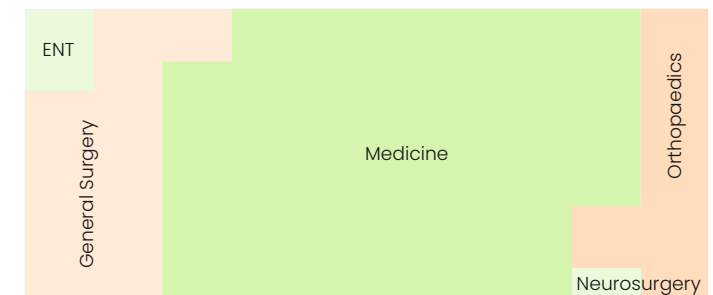 ENT
General Surgery
Medicine
Orthopaedics
Neurosurgery